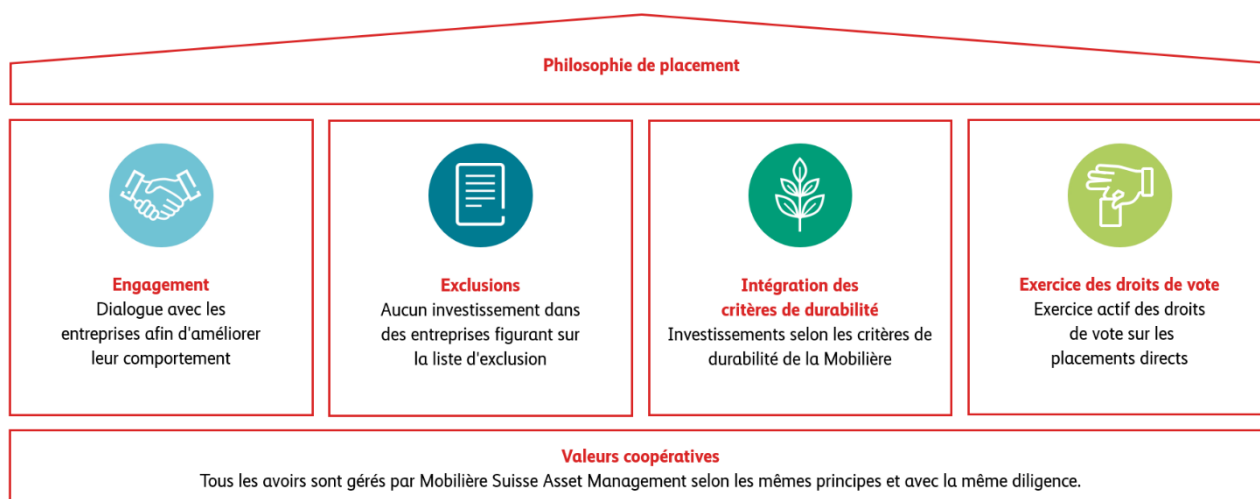 Philosophie de placement
Engagement
Dialogue avec les
entreprises afin d'améliorer
leur comportement
Exclusions
Aucun investissement dans
des entreprises figurant sur
la liste d'exclusion
Intégration des
critères de durabilité
Investissements selon les critères de
durabilité de la Mobilière
Exercice des droits de vote
Exercice actif des droits
de vote sur les
placements directs
Valeurs coopératives
Tous les avoirs sont gérés par Mobilière Suisse Asset Management selon les mêmes principes et avec la même diligence.